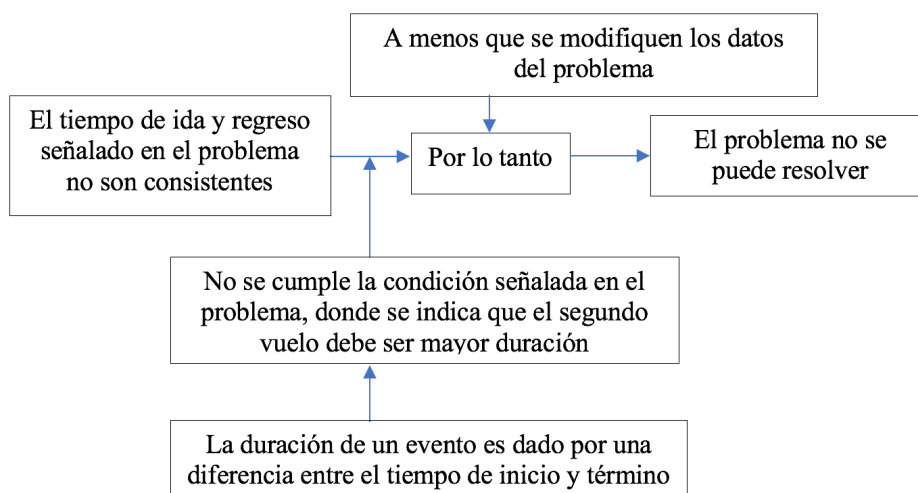 A menos que se modifiquen los datos
del problema
El tiempo de ida y regreso
señalado en el problema
no son consistentes
Por lo tanto
El problema no se
puede resolver
No se cumple la condición señalada en el
problema, donde se indica que el segundo
vuelo debe ser mayor duración
La duración de un evento es dado por una
diferencia entre el tiempo de inicio y término